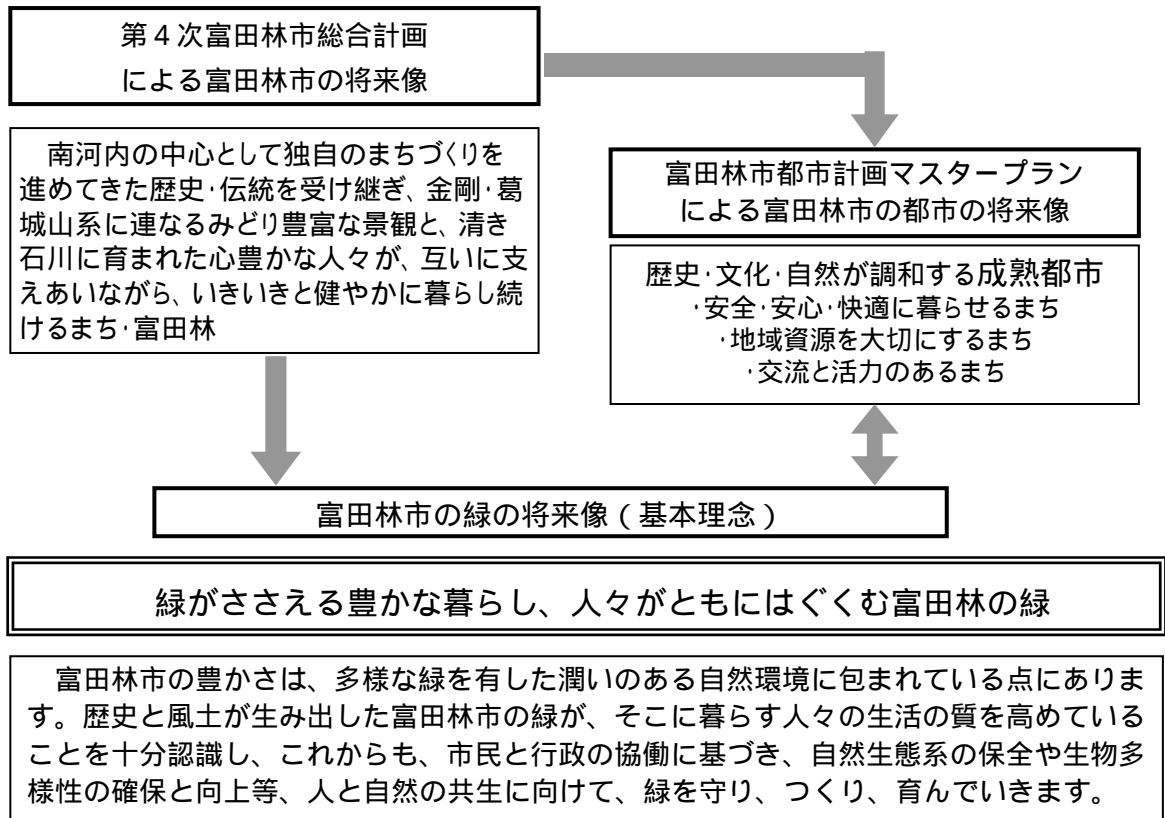 第４次富田林市総合計画
による富田林市の将来像
南河内の中心として独自のまちづくりを
進めてきた歴史・伝統を受け継ぎ、金剛・葛
城山系に連なるみどり豊富な景観と、清き
石川に育まれた心豊かな人々が、互いに支
えあいながら、いきいきと健やかに暮らし続
けるまち・富田林
富田林市都市計画マスタープラン
による富田林市の都市の将来像
歴史・文化・自然が調和する成熟都市
・安全・安心・快適に暮らせるまち
・地域資源を大切にするまち
・交流と活力のあるまち
富田林市の緑の将来像（基本理念）
緑がささえる豊かな暮らし、人々がともにはぐくむ富田林の緑
富田林市の豊かさは、多様な緑を有した潤いのある自然環境に包まれている点にありま
す。歴史と風土が生み出した富田林市の緑が、そこに暮らす人々の生活の質を高めている
ことを十分認識し、これからも、市民と行政の協働に基づき、自然生態系の保全や生物多
様性の確保と向上等、人と自然の共生に向けて、緑を守り、つくり、育んでいきます。